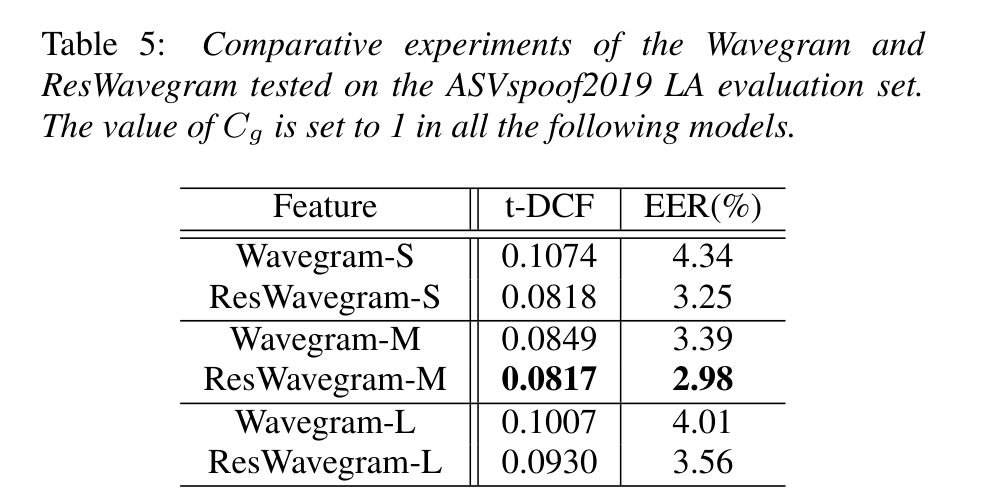 Table 5: Comparative experiments of the Wavegram and
ResWavegram tested on the ASVspoof2019 LA evaluation set.
The value of C_g is set to 1 in all the following models.
Feature t-DCF EER(%)
Wavegram-S 0.1074 4.34
ResWavegram-S 0.0818 3.25
Wavegram-M 0.0849 3.39
ResWavegram-M 0.0817 2.98
Wavegram-L 0.1007 4.01
ResWavegram-L 0.0930 3.56